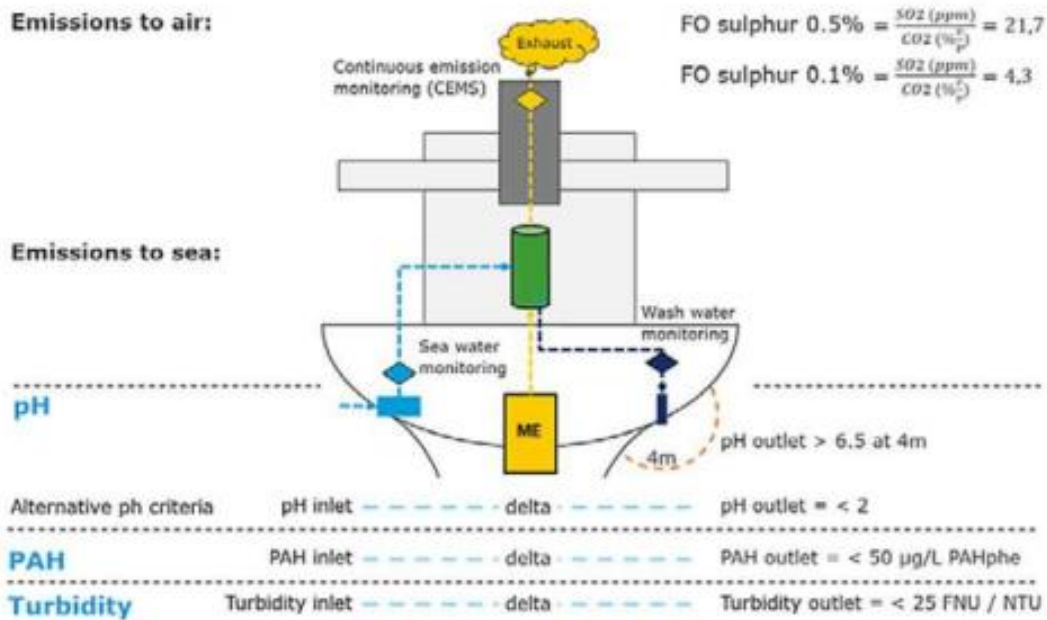 Emissions to air:
Exhaust
Continuous emission
monitoring (CEMS)
FO sulphur 0.5% = SO2 (ppm) / CO2 (% v/v) = 21,7
FO sulphur 0.1% = SO2 (ppm) / CO2 (% v/v) = 4,3
Emissions to sea:
Wash water
monitoring
Sea water
monitoring
pH
ME
4m
pH outlet > 6.5 at 4m
Alternative ph criteria pH inlet delta pH outlet = < 2
PAH PAH inlet delta PAH outlet = < 50 µg/L PAHphe
Turbidity Turbidity inlet delta Turbidity outlet = < 25 FNU / NTU